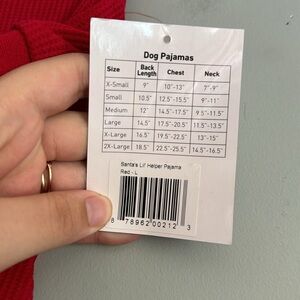 Dog Pajamas
Size Back Length Chest Neck
X-Small 9" 10"-13" 7"-9"
Small 10.5" 12.5"-15.5" 9"-11"
Medium 12" 14.5"-17.5" 9.5"-11.5"
Large 14.5" 17.5"-20.5" 11.5"-13.5"
X-Large 16.5" 19.5"-22.5" 13"-15"
2X-Large 18.5" 22.5"-25.5" 14.5"-16.5"
Santa's Lil' Helper Pajama
Red - L
8 78962 00212 3